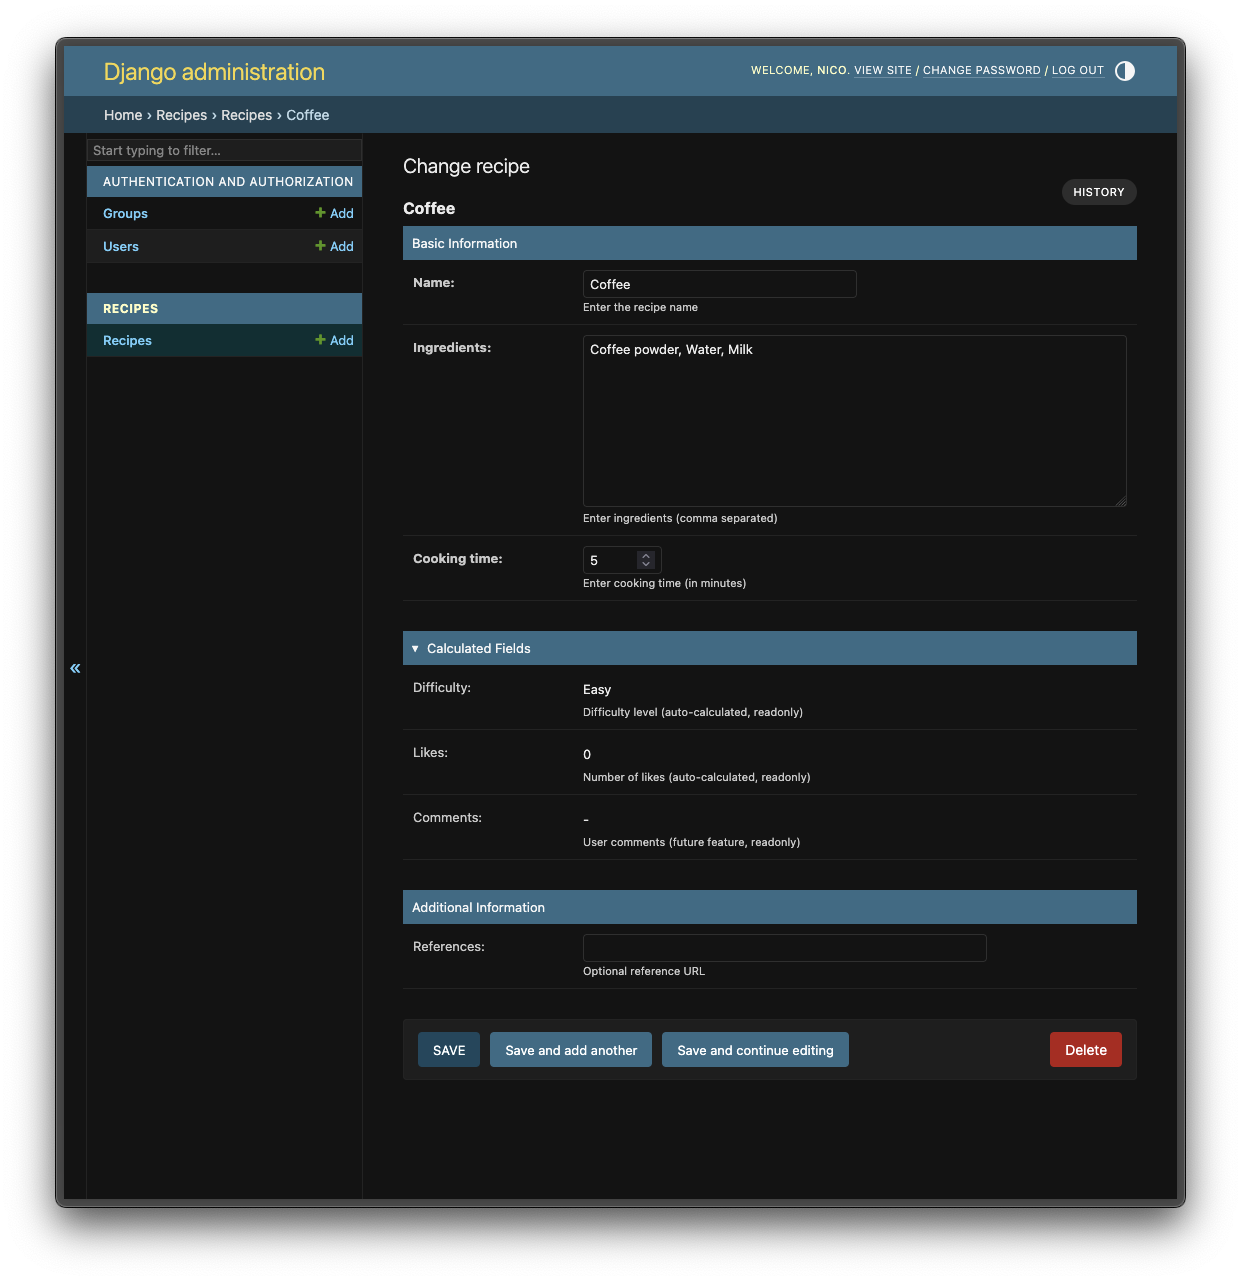 Django administration
WELCOME, NICO. VIEW SITE / CHANGE PASSWORD / LOG OUT
Home › Recipes › Recipes › Coffee
Start typing to filter...
AUTHENTICATION AND AUTHORIZATION
Groups + Add
Users + Add
RECIPES
Recipes + Add
«
Change recipe
HISTORY
Coffee
Basic Information
Name: Coffee
Enter the recipe name
Ingredients: Coffee powder, Water, Milk
Enter ingredients (comma separated)
Cooking time: 5
Enter cooking time (in minutes)
▼ Calculated Fields
Difficulty: Easy
Difficulty level (auto-calculated, readonly)
Likes: 0
Number of likes (auto-calculated, readonly)
Comments: -
User comments (future feature, readonly)
Additional Information
References:
Optional reference URL
SAVE Save and add another Save and continue editing Delete